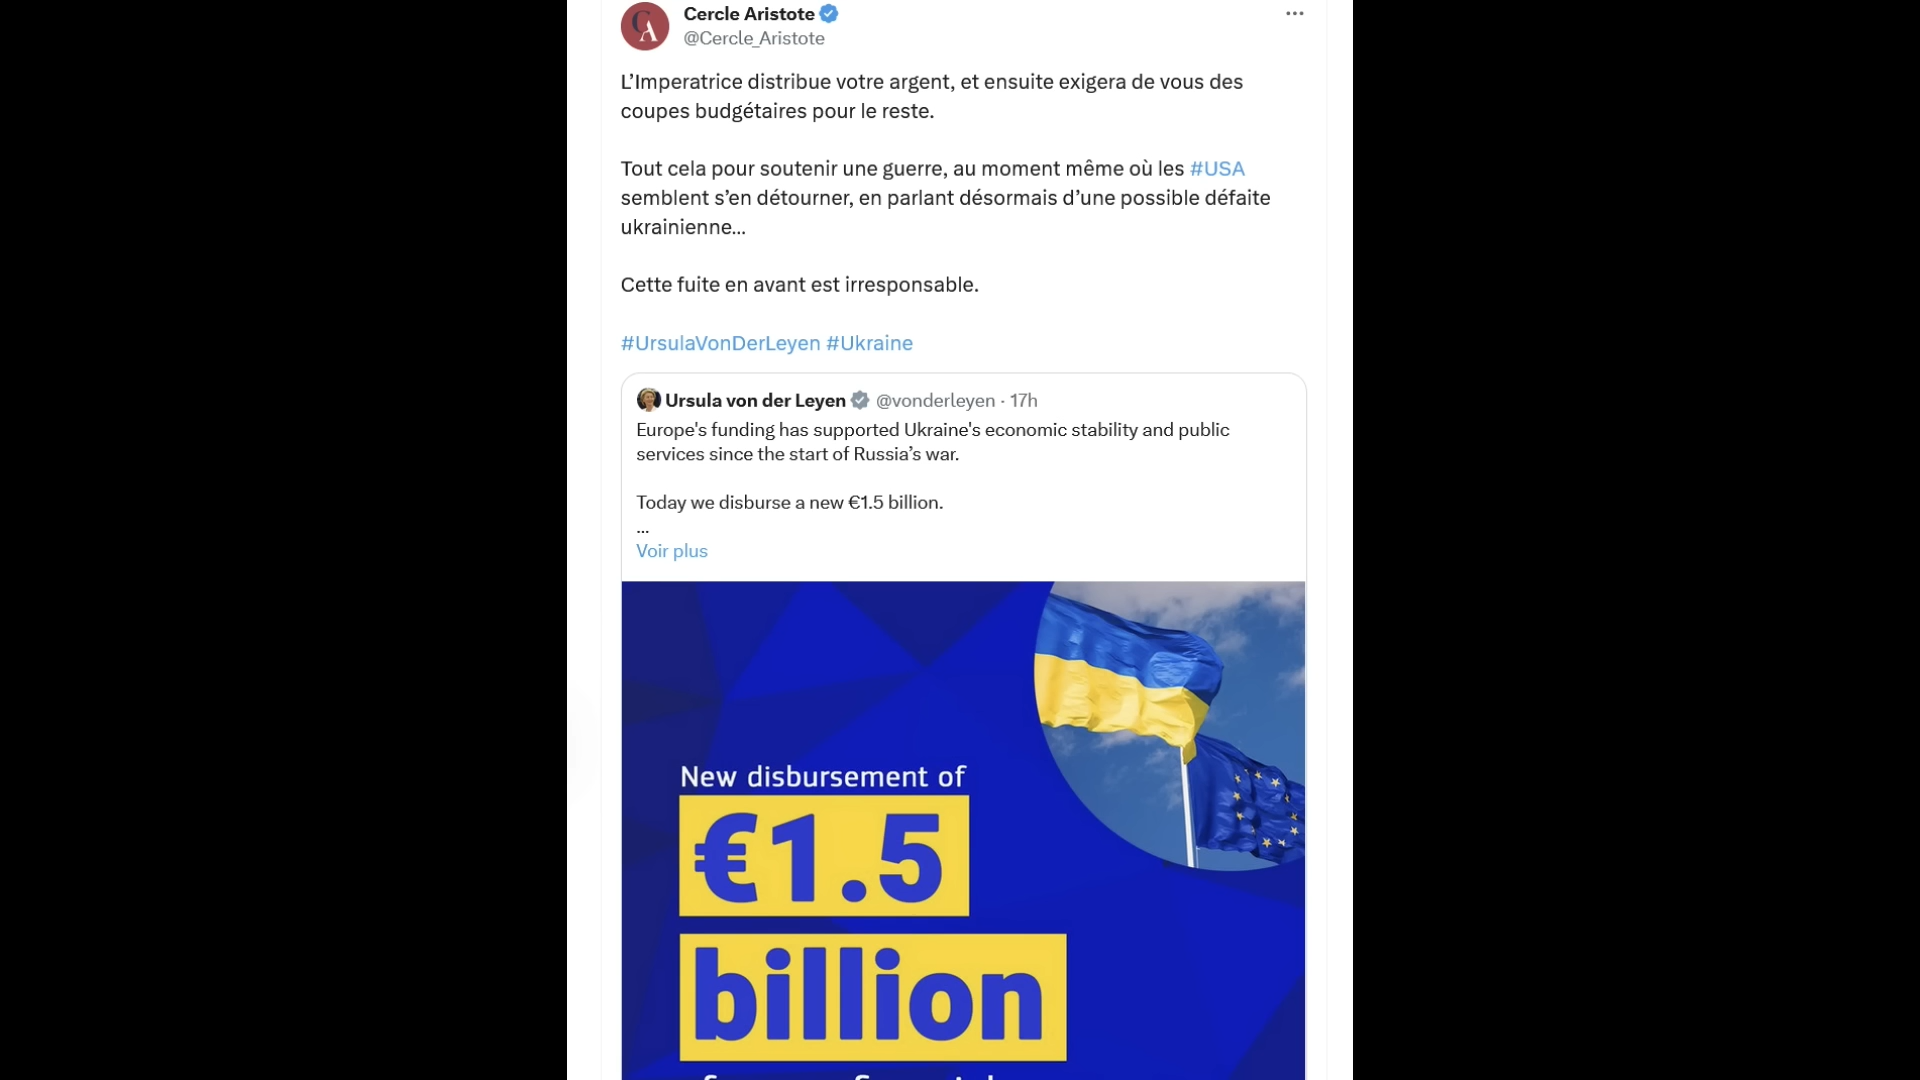 Cercle Aristote
@Cercle_Aristote
L’Imperatrice distribue votre argent, et ensuite exigera de vous des
coupes budgétaires pour le reste.
Tout cela pour soutenir une guerre, au moment même où les #USA
semblent s’en détourner, en parlant désormais d’une possible défaite
ukrainienne...
Cette fuite en avant est irresponsable.
#UrsulaVonDerLeyen #Ukraine
Ursula von der Leyen @vonderleyen · 17h
Europe's funding has supported Ukraine's economic stability and public
services since the start of Russia’s war.
Today we disburse a new €1.5 billion.
...
Voir plus
New disbursement of
€1.5
billion